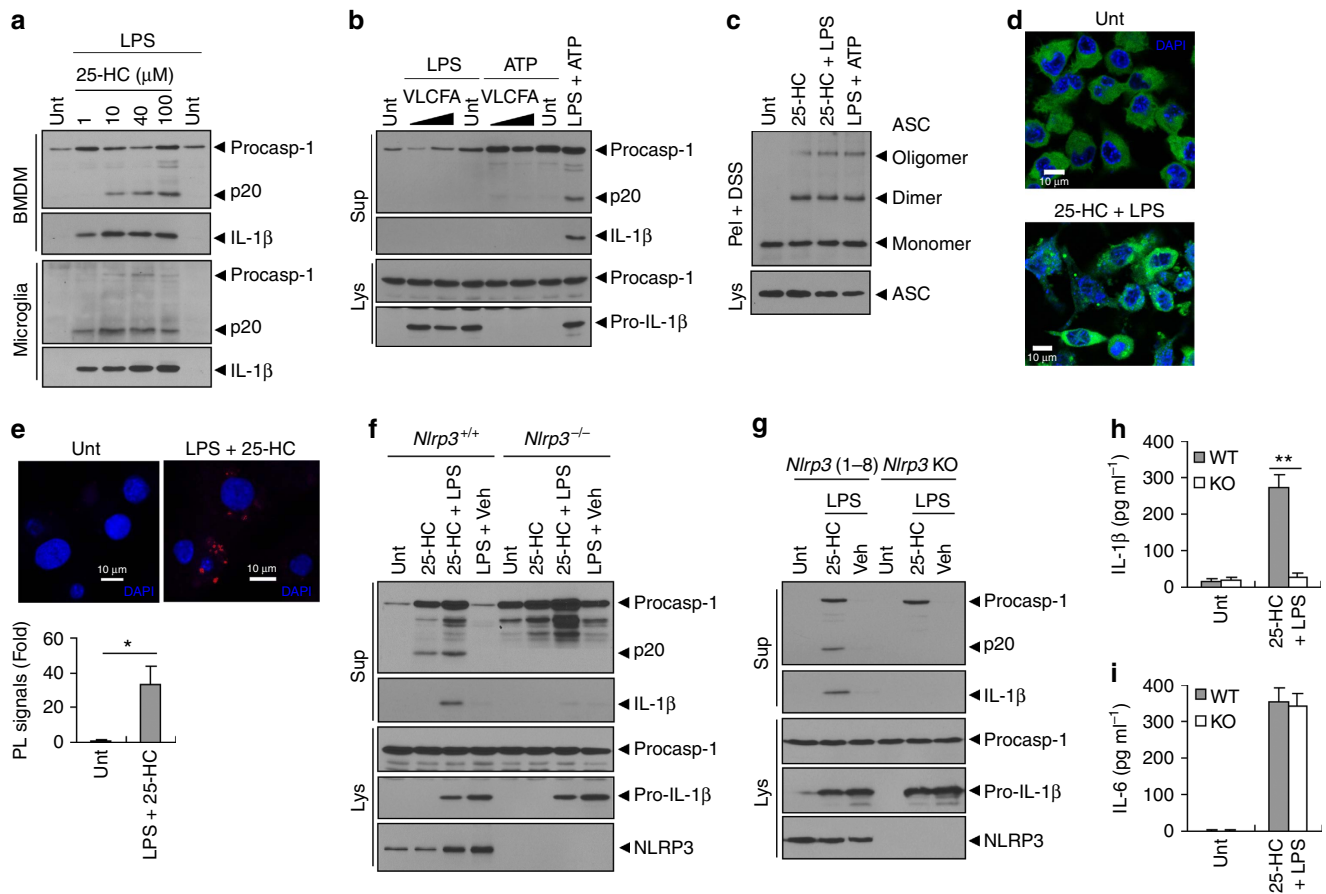 a
LPS
25-HC (μM)
Unt
1
10
40
100
Unt
BMDM
Procasp-1
p20
IL-1β
Microglia
Procasp-1
p20
IL-1β
b
LPS
ATP
Unt
VLCFA
Unt
VLCFA
Unt
LPS + ATP
Sup
Procasp-1
p20
IL-1β
Lys
Procasp-1
Pro-IL-1β
c
Unt
25-HC
25-HC + LPS
LPS + ATP
ASC
Pel + DSS
Oligomer
Dimer
Monomer
Lys
ASC
d
Unt
DAPI
10 μm
25-HC + LPS
10 μm
e
Unt
LPS + 25-HC
10 μm
DAPI
10 μm
DAPI
PL signals (Fold)
60
40
20
0
*
Unt
LPS + 25-HC
f
Nlrp3+/+
Nlrp3−/−
Unt
25-HC
25-HC + LPS
LPS + Veh
Unt
25-HC
25-HC + LPS
LPS + Veh
Sup
Procasp-1
p20
IL-1β
Lys
Procasp-1
Pro-IL-1β
NLRP3
g
Nlrp3 (1–8)
Nlrp3 KO
LPS
LPS
Unt
25-HC
Veh
Unt
25-HC
Veh
Sup
Procasp-1
p20
IL-1β
Lys
Procasp-1
Pro-IL-1β
NLRP3
h
IL-1β (pg ml−1)
400
300
200
100
0
WT
KO
**
Unt
25-HC
+ LPS
i
IL-6 (pg ml−1)
400
300
200
100
0
WT
KO
Unt
25-HC
+ LPS